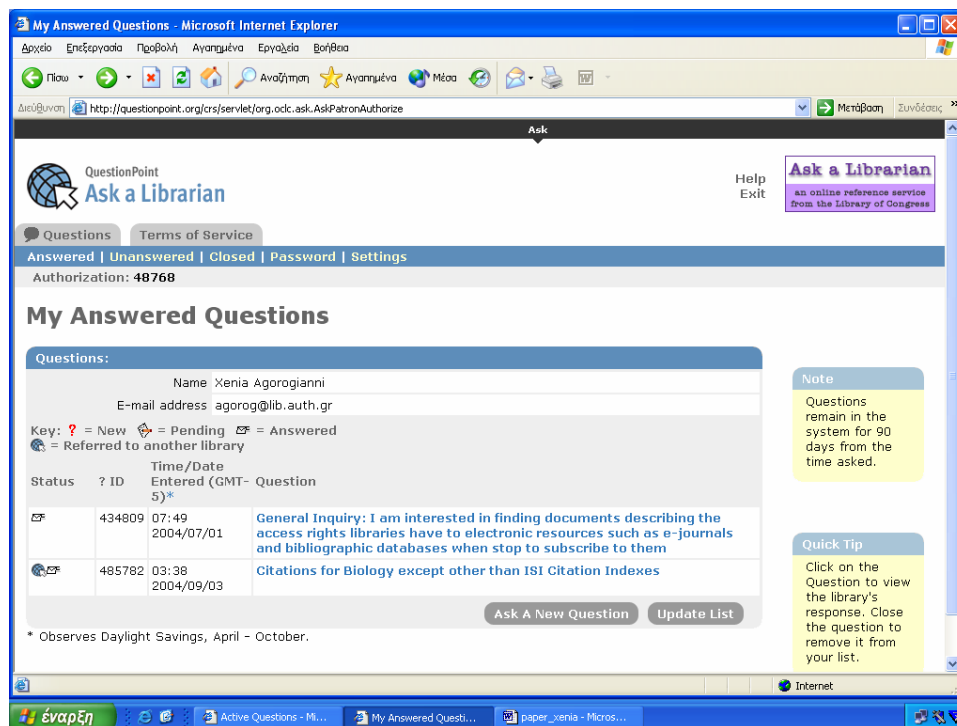 My Answered Questions - Microsoft Internet Explorer
Αρχείο Επεξεργασία Προβολή Αγαπημένα Εργαλεία Βοήθεια
Πίσω Αναζήτηση Αγαπημένα Μέσα
Διεύθυνση http://questionpoint.org/crs/servlet/org.oclc.ask.AskPatronAuthorize Μετάβαση Συνδέσεις »
Ask
QuestionPoint
Ask a Librarian
Help
Exit
Ask a Librarian
an online reference service
from the Library of Congress
Questions Terms of Service
Answered | Unanswered | Closed | Password | Settings
Authorization: 48768
My Answered Questions
Questions:
Name Xenia Agorogianni
E-mail address agorog@lib.auth.gr
Key: ? = New = Pending = Answered
= Referred to another library
Status ? ID Time/Date Entered (GMT-5)* Question
434809 07:49 2004/07/01 General Inquiry: I am interested in finding documents describing the
access rights libraries have to electronic resources such as e-journals
and bibliographic databases when stop to subscribe to them
485782 03:38 2004/09/03 Citations for Biology except other than ISI Citation Indexes
Ask A New Question Update List
* Observes Daylight Savings, April - October.
Note
Questions
remain in the
system for 90
days from the
time asked.
Quick Tip
Click on the
Question to view
the library's
response. Close
the question to
remove it from
your list.
Internet
έναρξη Active Questions - Mi... My Answered Questi... paper_xenia - Micros...